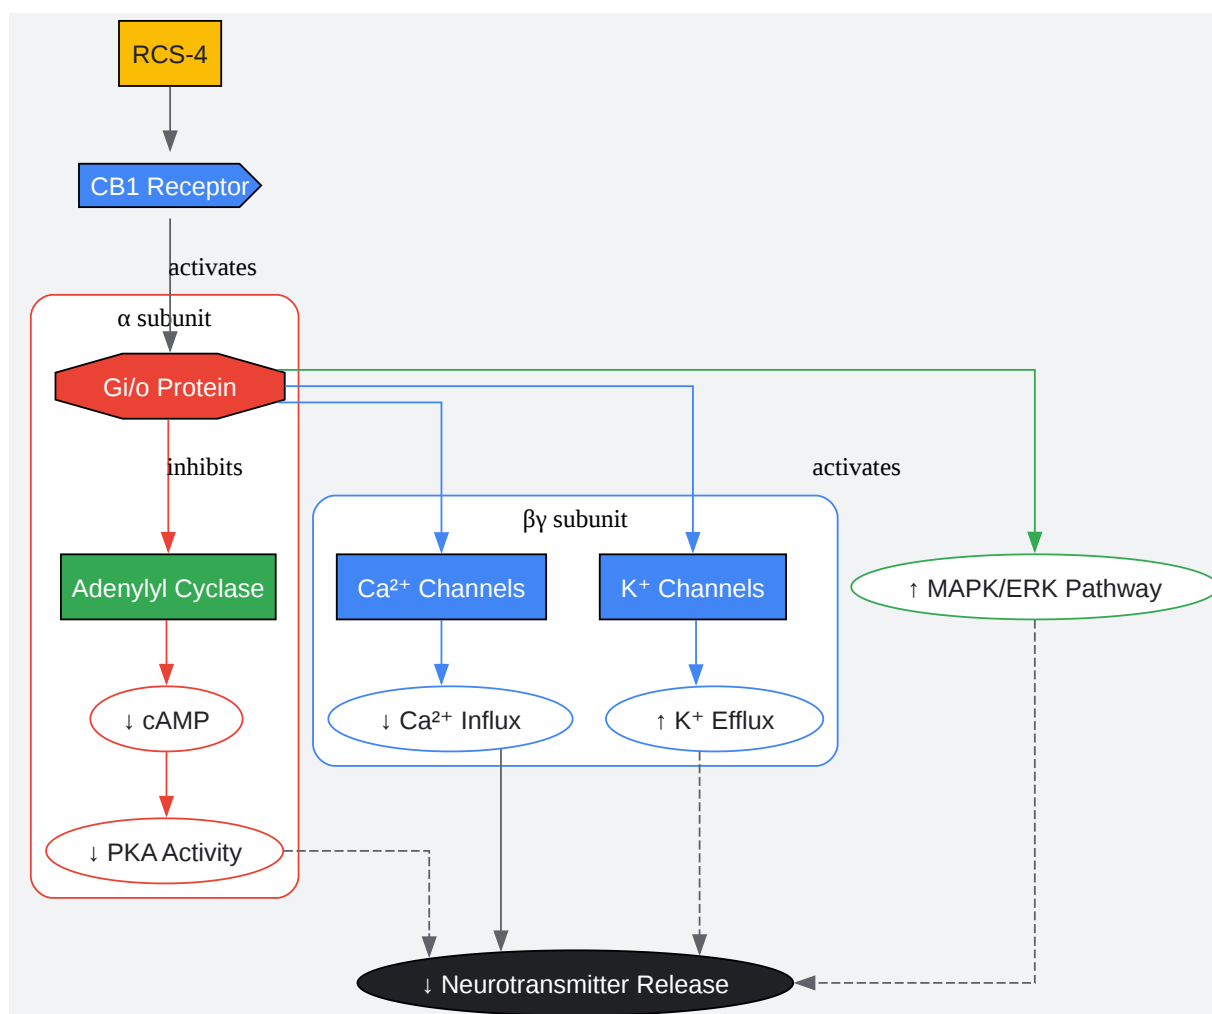 RCS-4
CB1 Receptor
activates
α subunit
Gi/o Protein
inhibits
activates
βγ subunit
Adenylyl Cyclase
Ca²⁺ Channels
K⁺ Channels
↑ MAPK/ERK Pathway
↓ cAMP
↓ Ca²⁺ Influx
↑ K⁺ Efflux
↓ PKA Activity
↓ Neurotransmitter Release